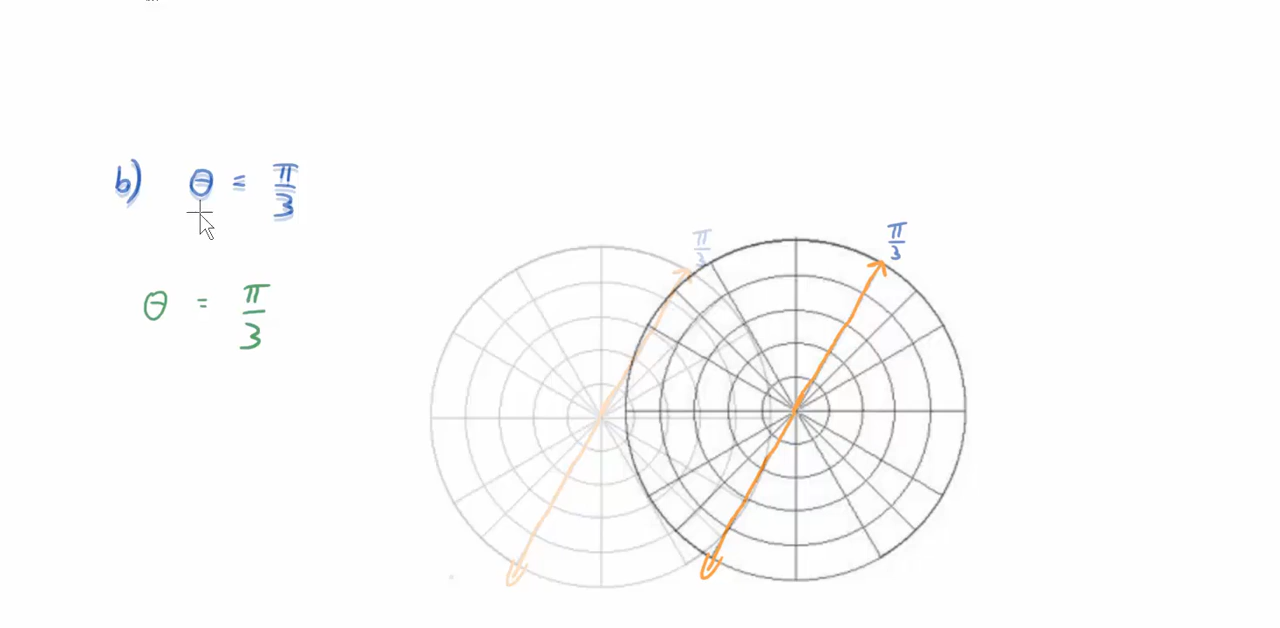 b) θ = π/3
θ = π/3
π/3
π/3